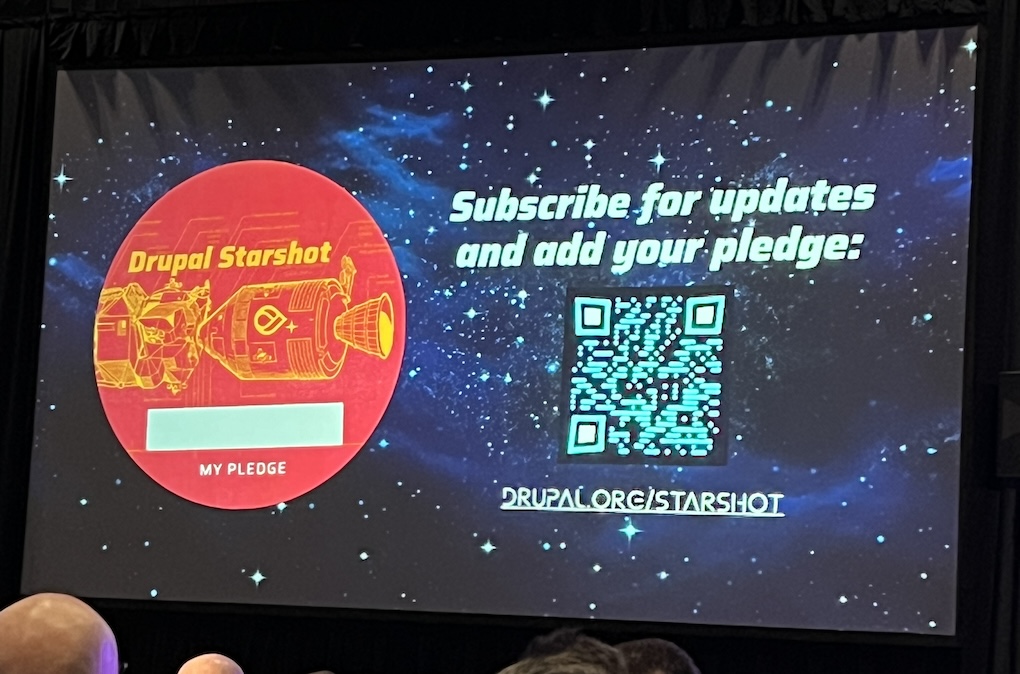 Drupal Starshot
MY PLEDGE
Subscribe for updates
and add your pledge:
DRUPAL.ORG/STARSHOT